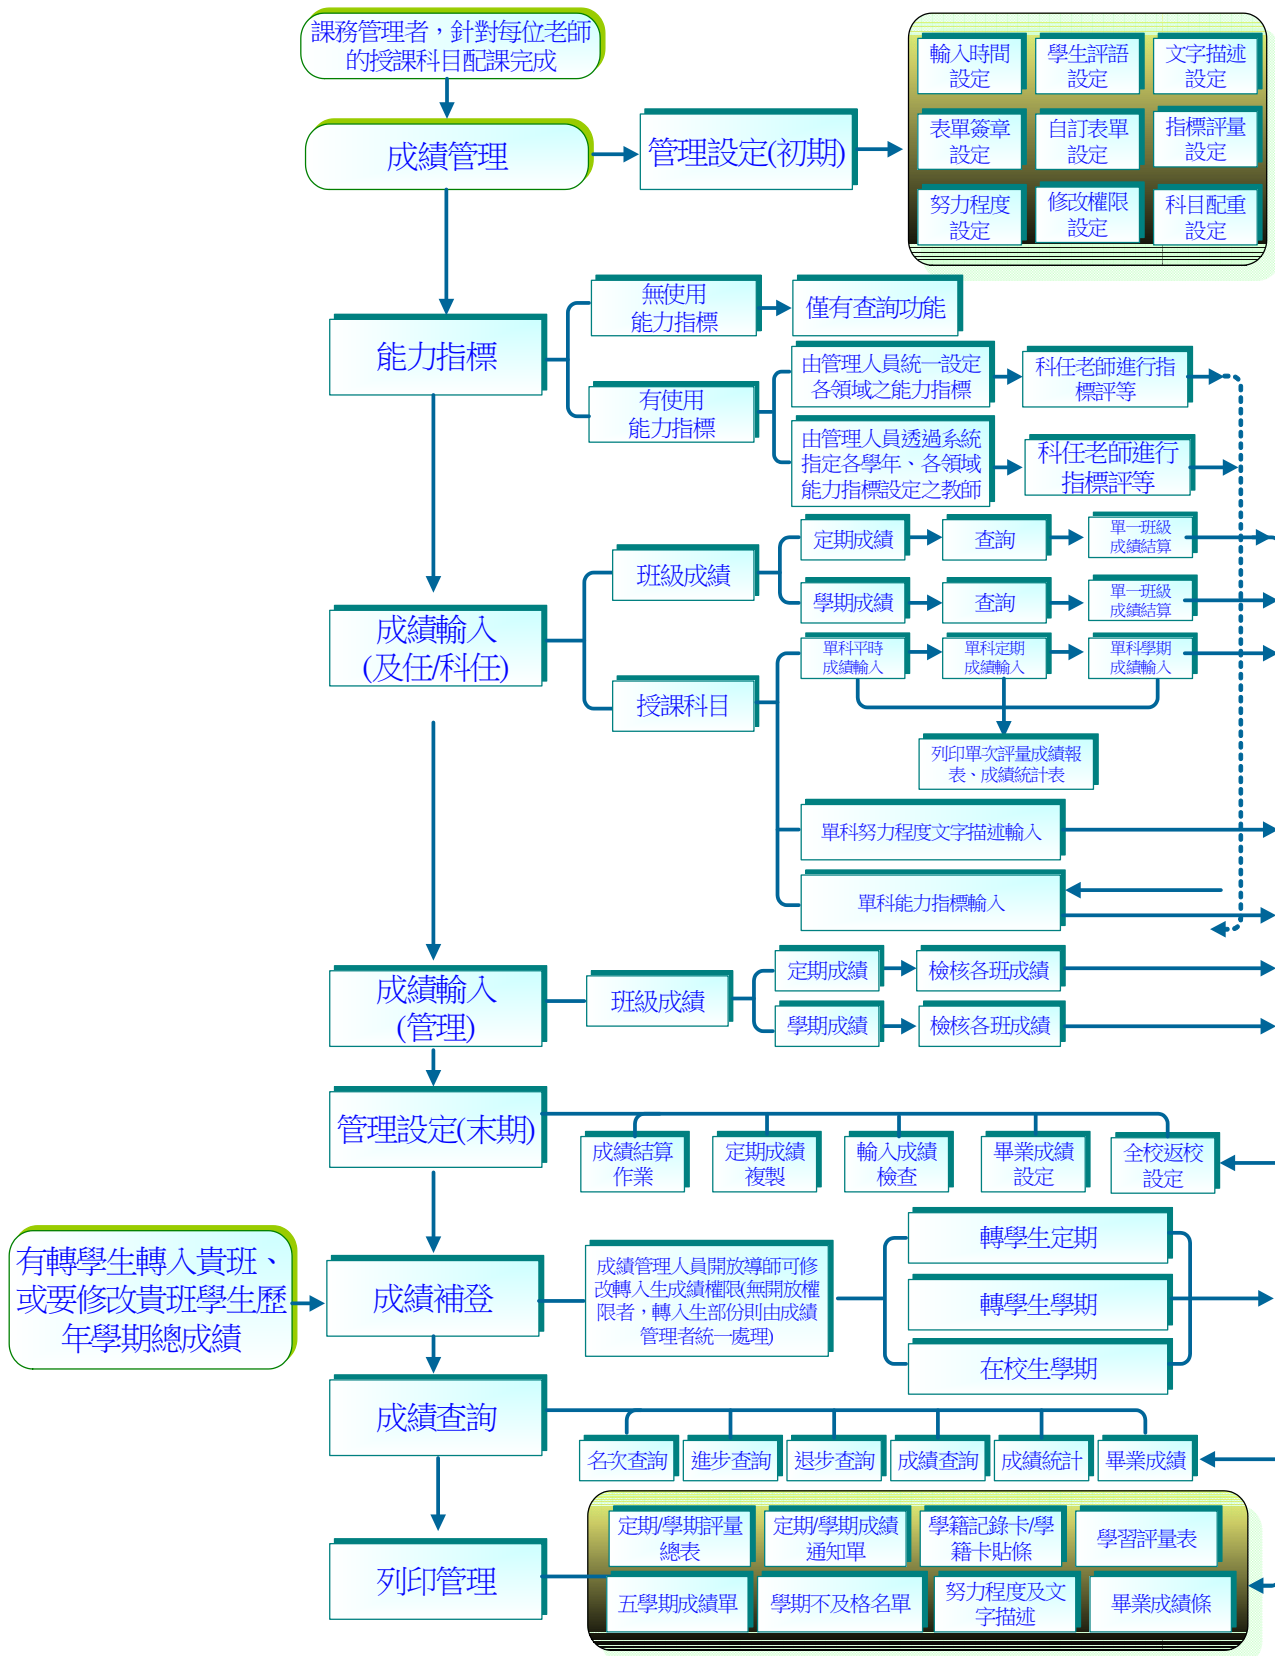 課務管理者，針對每位老師
的授課科目配課完成
成績管理
管理設定(初期)
輸入時間
設定
學生評語
設定
文字描述
設定
表單簽章
設定
自訂表單
設定
指標評量
設定
努力程度
設定
修改權限
設定
科目配重
設定
能力指標
無使用
能力指標
僅有查詢功能
有使用
能力指標
由管理人員統一設定
各領域之能力指標
科任老師進行指
標評等
由管理人員透過系統
指定各學年、各領域
能力指標設定之教師
科任老師進行
指標評等
成績輸入
(及任/科任)
班級成績
定期成績
查詢
單一班級
成績結算
學期成績
查詢
單一班級
成績結算
授課科目
單科平時
成績輸入
單科定期
成績輸入
單科學期
成績輸入
列印單次評量成績報
表、成績統計表
單科努力程度文字描述輸入
單科能力指標輸入
成績輸入
(管理)
班級成績
定期成績
檢核各班成績
學期成績
檢核各班成績
管理設定(末期)
成績結算
作業
定期成績
複製
輸入成績
檢查
畢業成績
設定
全校返校
設定
有轉學生轉入貴班、
或要修改貴班學生歷
年學期總成績
成績補登
成績管理人員開放導師可修
改轉入生成績權限(無開放權
限者，轉入生部份則由成績
管理者統一處理)
轉學生定期
轉學生學期
在校生學期
成績查詢
名次查詢
進步查詢
退步查詢
成績查詢
成績統計
畢業成績
列印管理
定期/學期評量
總表
定期/學期成績
通知單
學籍記錄卡/學
籍卡貼條
學習評量表
五學期成績單
學期不及格名單
努力程度及文
字描述
畢業成績條